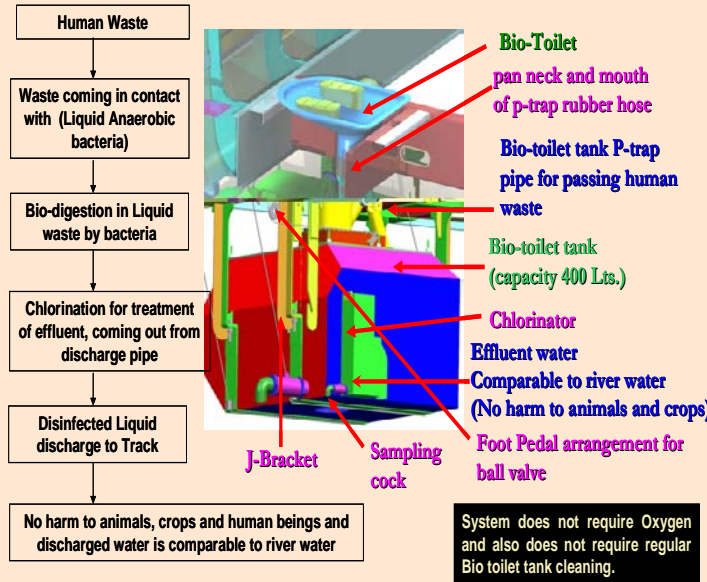 Human Waste
Waste coming in contact
with (Liquid Anaerobic
bacteria)
Bio-digestion in Liquid
waste by bacteria
Chlorination for treatment
of effluent, coming out from
discharge pipe
Disinfected Liquid
discharge to Track
No harm to animals, crops and human beings and
discharged water is comparable to river water
Bio-Toilet
pan neck and mouth
of p-trap rubber hose
Bio-toilet tank P-trap
pipe for passing human
waste
Bio-toilet tank
(capacity 400 Lts.)
Chlorinator
Effluent water
Comparable to river water
(No harm to animals and crops)
Foot Pedal arrangement for
ball valve
J-Bracket
Sampling
cock
System does not require Oxygen
and also does not require regular
Bio toilet tank cleaning.